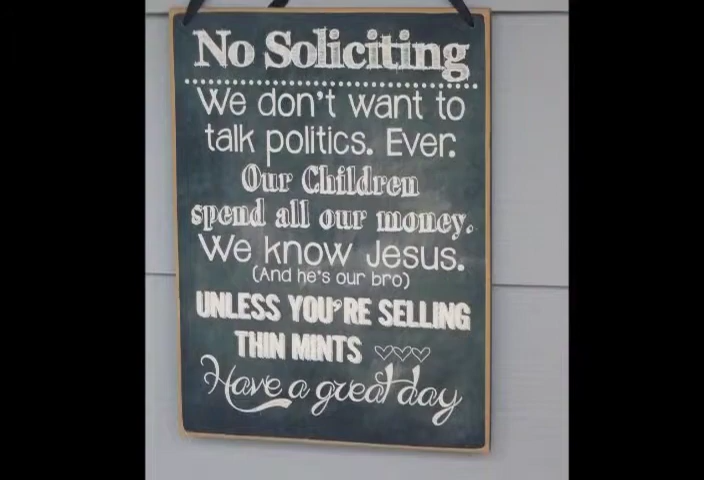 No Soliciting
We don't want to
talk politics. Ever.
Our Children
spend all our money.
We know Jesus.
(And he's our bro)
UNLESS YOU'RE SELLING
THIN MINTS ♡♡♡
Have a great day